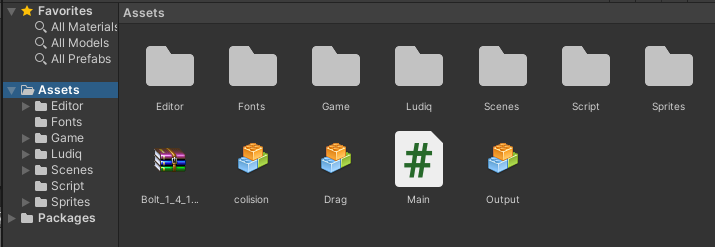 Favorites
All Materials
All Models
All Prefabs
Assets
Editor
Fonts
Game
Ludiq
Scenes
Script
Sprites
Packages
Assets
Editor Fonts Game Ludiq Scenes Script Sprites
Bolt_1_4_1... colision Drag Main Output